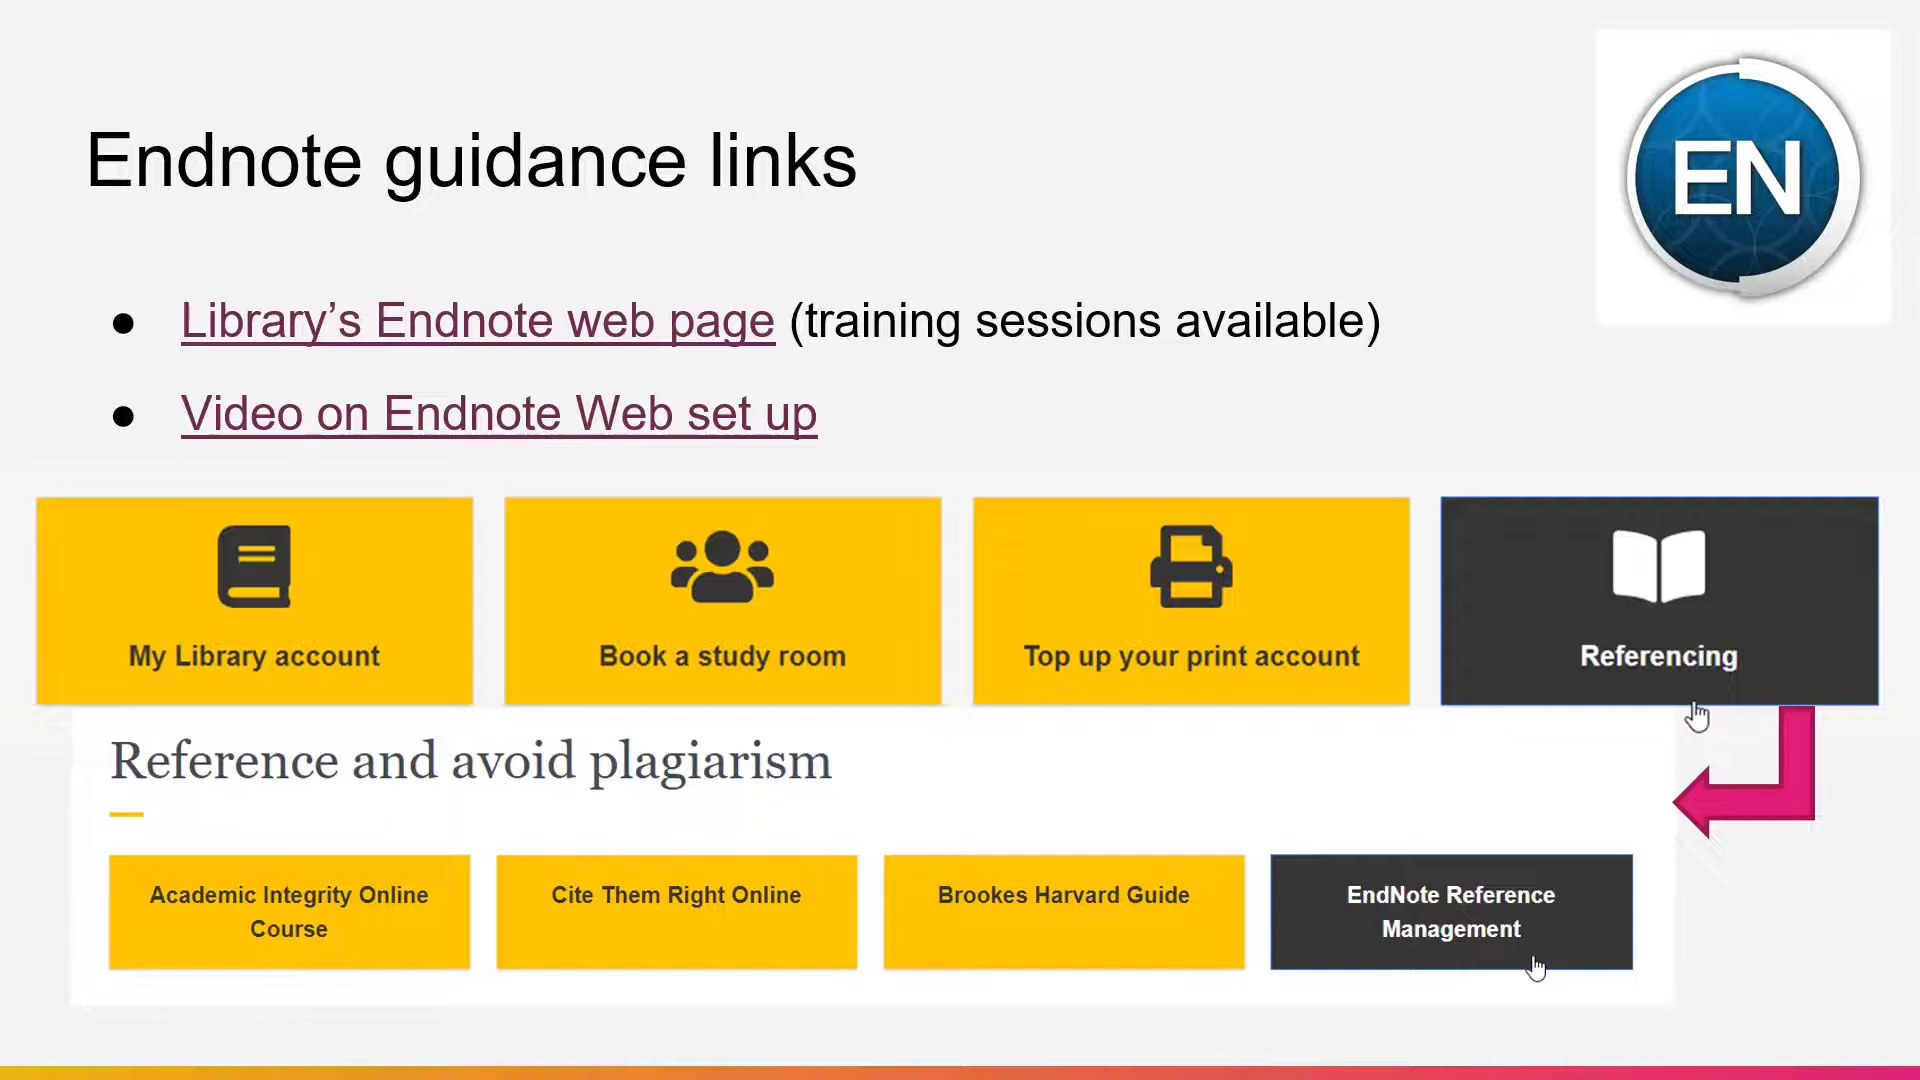 Endnote guidance links
EN
● Library’s Endnote web page (training sessions available)
● Video on Endnote Web set up
My Library account
Book a study room
Top up your print account
Referencing
Reference and avoid plagiarism
Academic Integrity Online
Course
Cite Them Right Online
Brookes Harvard Guide
EndNote Reference
Management